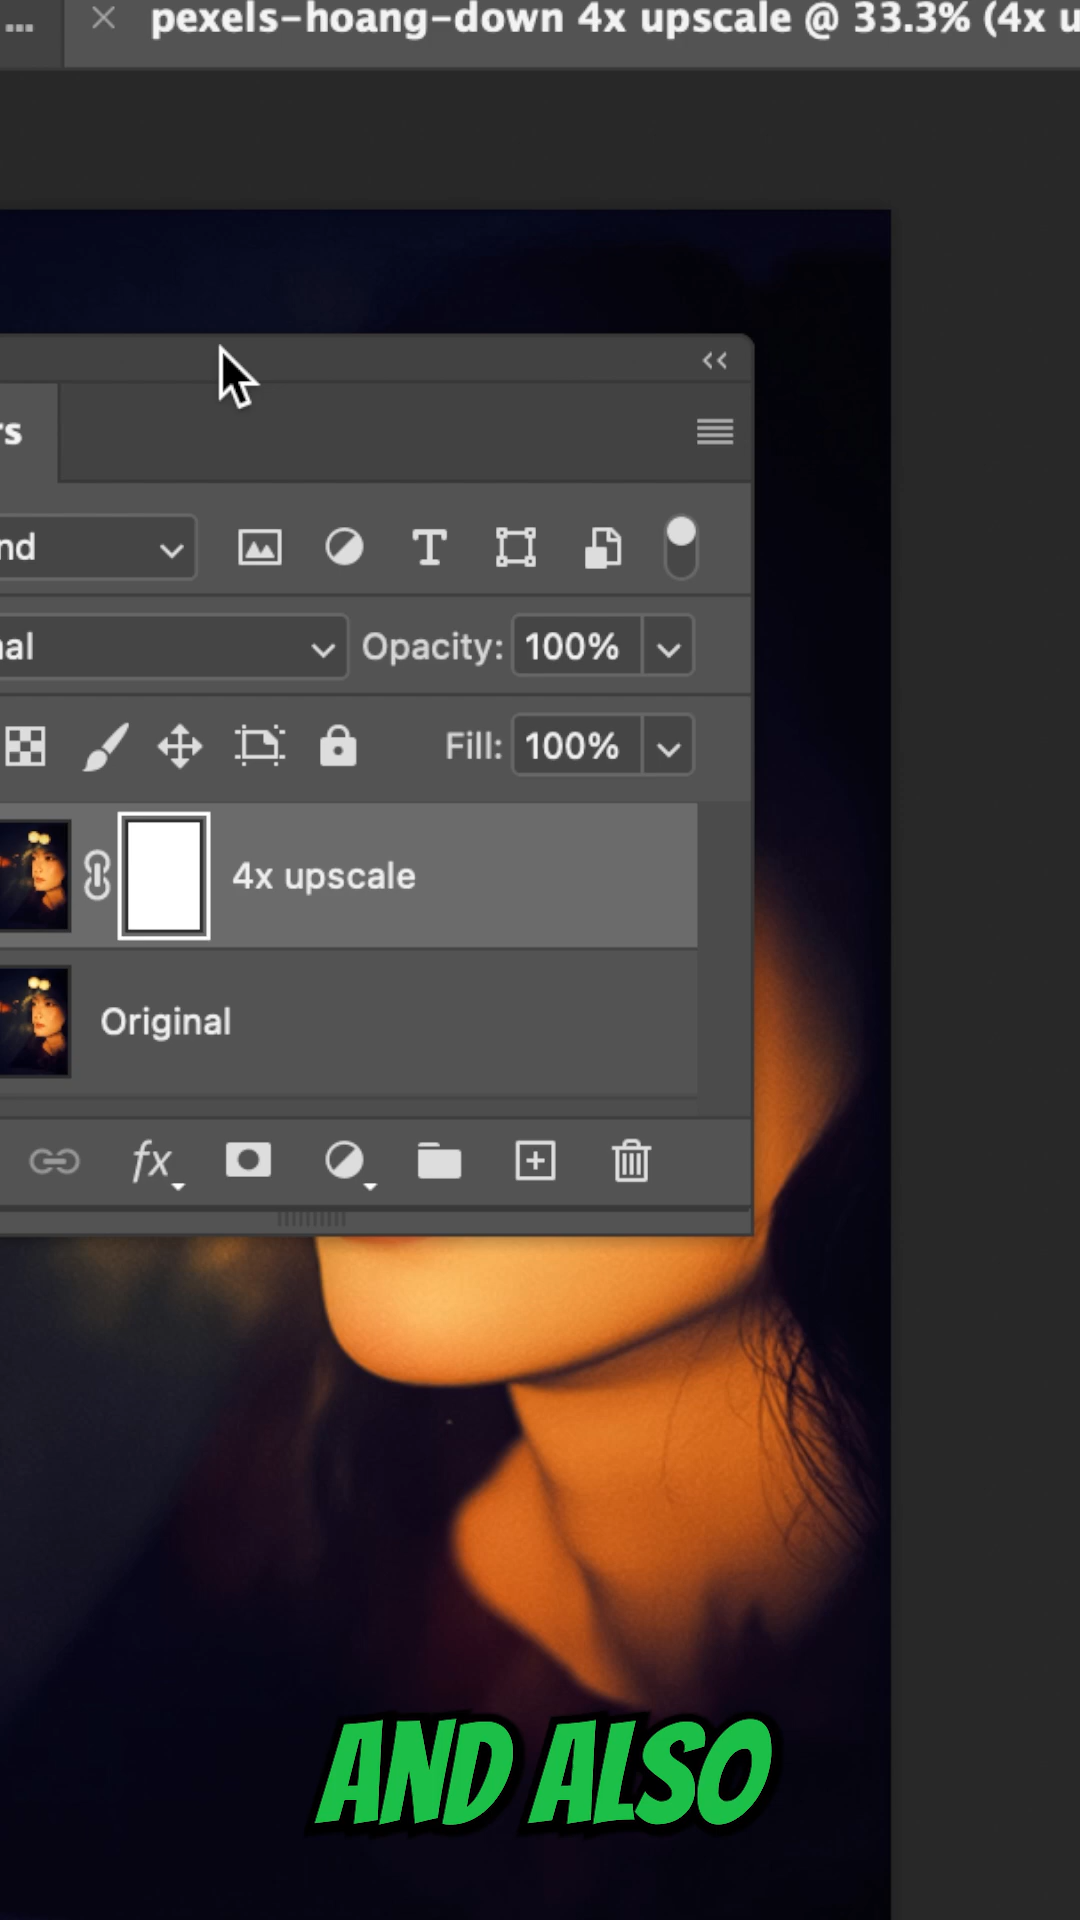 pexels-hoang-down 4x upscale @ 33.3% (4x u
rs
nd
T
al
Opacity: 100%
Fill: 100%
4x upscale
Original
fx
AND ALSO